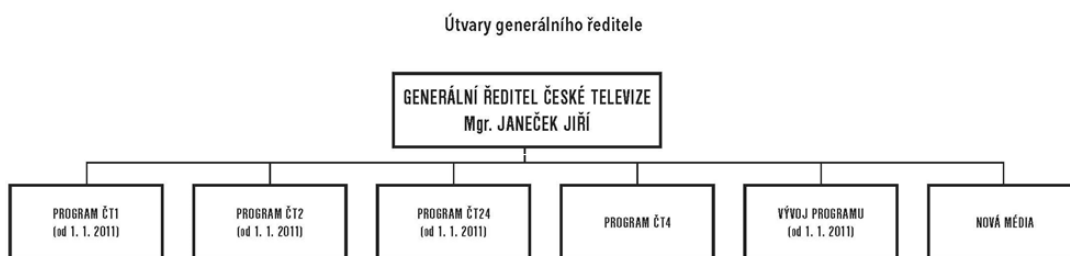 Útvary generálního ředitele
GENERÁLNÍ ŘEDITEL ČESKÉ TELEVIZE
Mgr. JANEČEK JIŘÍ
PROGRAM ČT1
(od 1. 1. 2011)
PROGRAM ČT2
(od 1. 1. 2011)
PROGRAM ČT24
(od 1. 1. 2011)
PROGRAM ČT4
VÝVOJ PROGRAMU
(od 1. 1. 2011)
NOVÁ MÉDIA